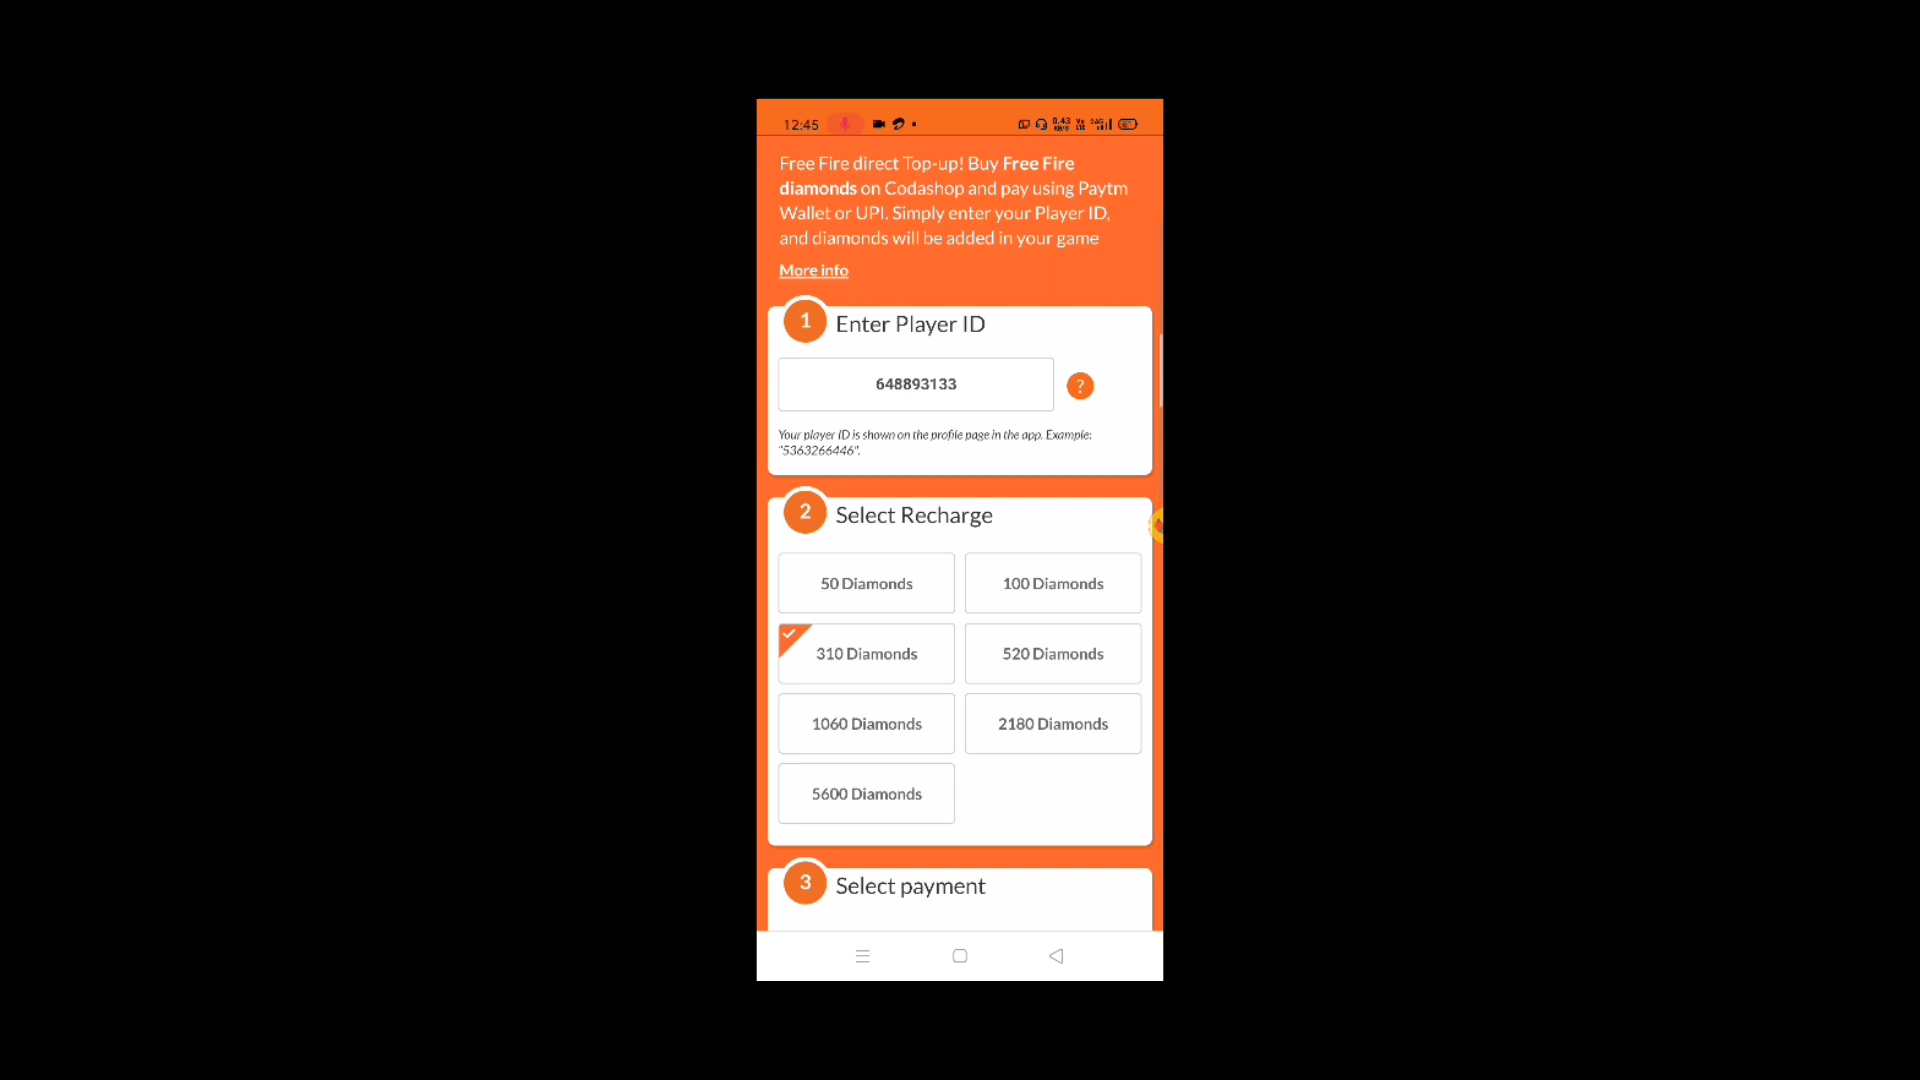 12:45
0.43
KB/S
Free Fire direct Top-up! Buy Free Fire
diamonds on Codashop and pay using Paytm
Wallet or UPI. Simply enter your Player ID,
and diamonds will be added in your game
More info
1
Enter Player ID
648893133
?
Your player ID is shown on the profile page in the app. Example:
"5363266446".
2
Select Recharge
50 Diamonds
100 Diamonds
310 Diamonds
520 Diamonds
1060 Diamonds
2180 Diamonds
5600 Diamonds
3
Select payment